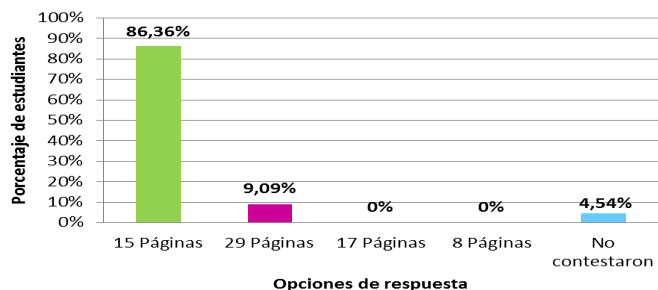 Porcentaje de estudiantes
100%
90%
80%
70%
60%
50%
40%
30%
20%
10%
0%
86,36%
9,09%
0%
0%
4,54%
15 Páginas
29 Páginas
17 Páginas
8 Páginas
No
contestaron
Opciones de respuesta